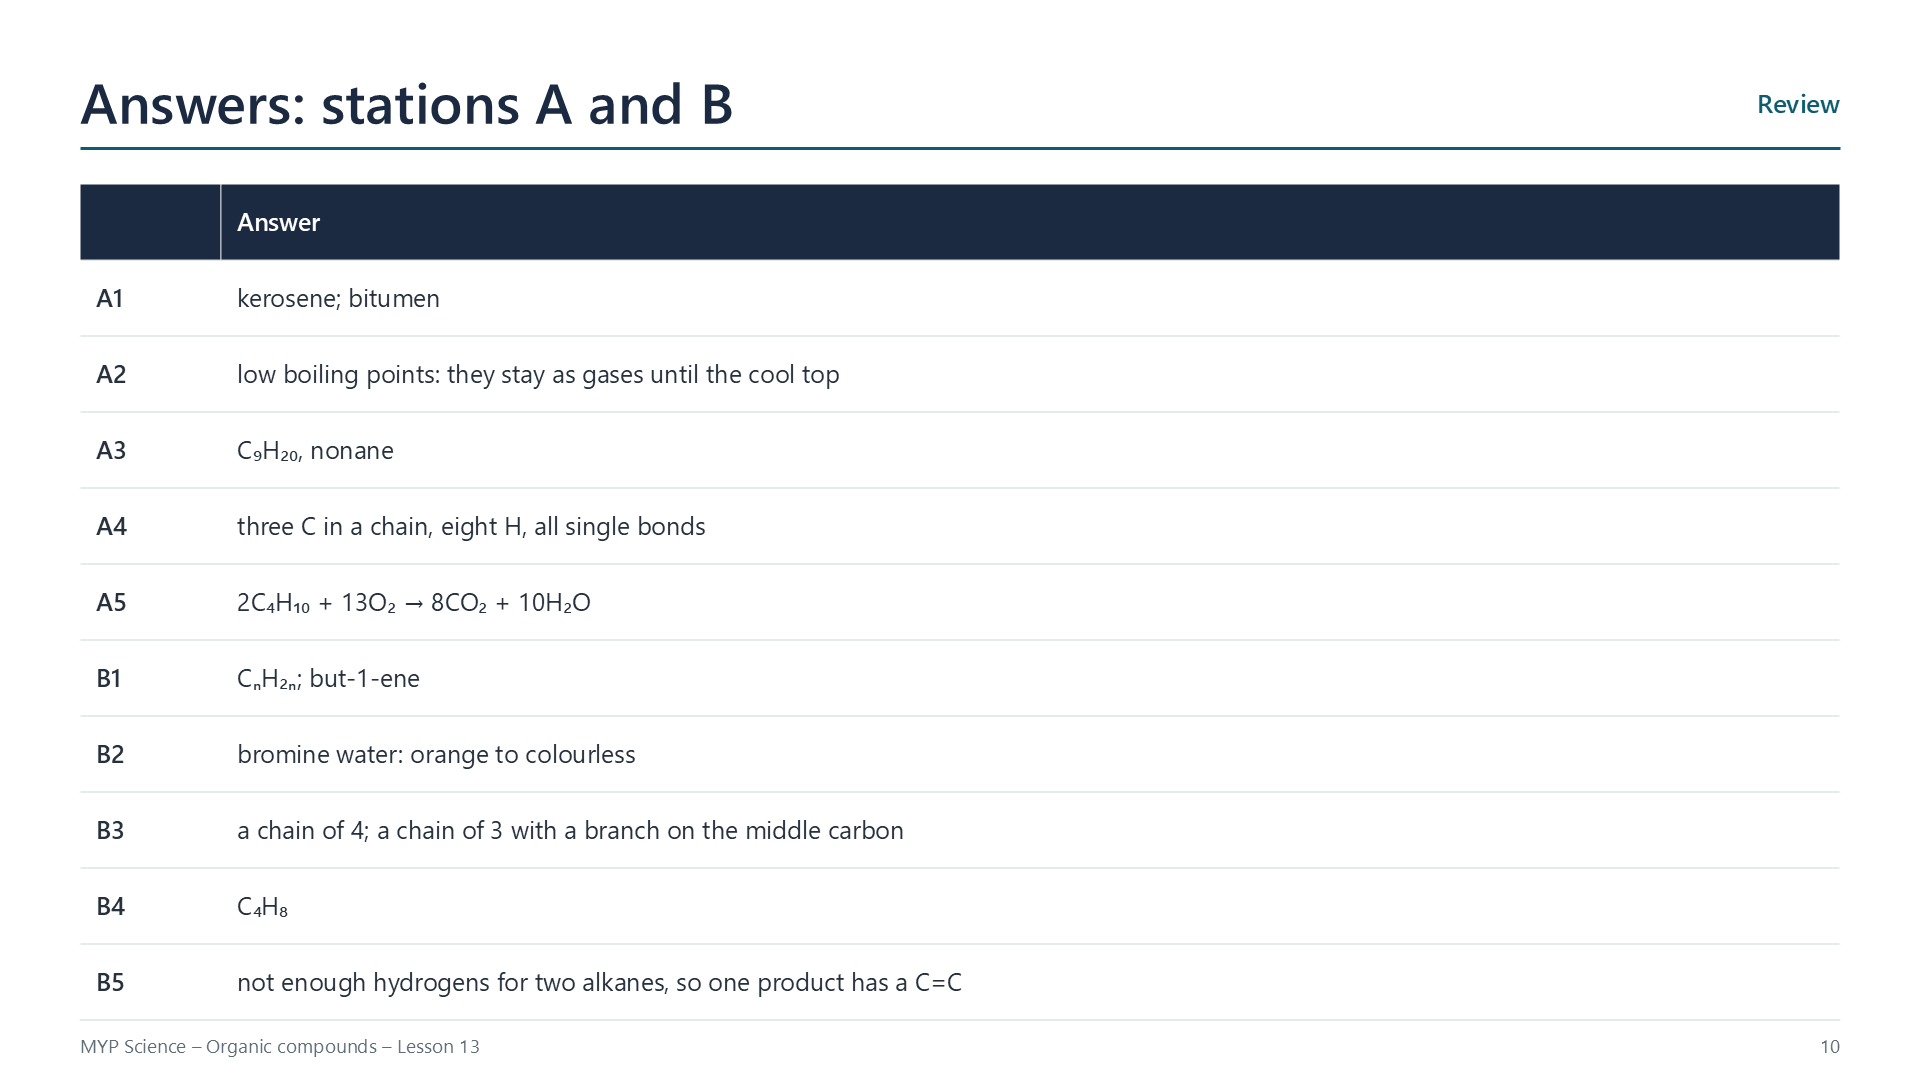 Answers: stations A and B
Review
Answer
A1 kerosene; bitumen
A2 low boiling points: they stay as gases until the cool top
A3 C₉H₂₀, nonane
A4 three C in a chain, eight H, all single bonds
A5 2C₄H₁₀ + 13O₂ → 8CO₂ + 10H₂O
B1 CₙH₂ₙ; but-1-ene
B2 bromine water: orange to colourless
B3 a chain of 4; a chain of 3 with a branch on the middle carbon
B4 C₄H₈
B5 not enough hydrogens for two alkanes, so one product has a C=C
MYP Science – Organic compounds – Lesson 13
10